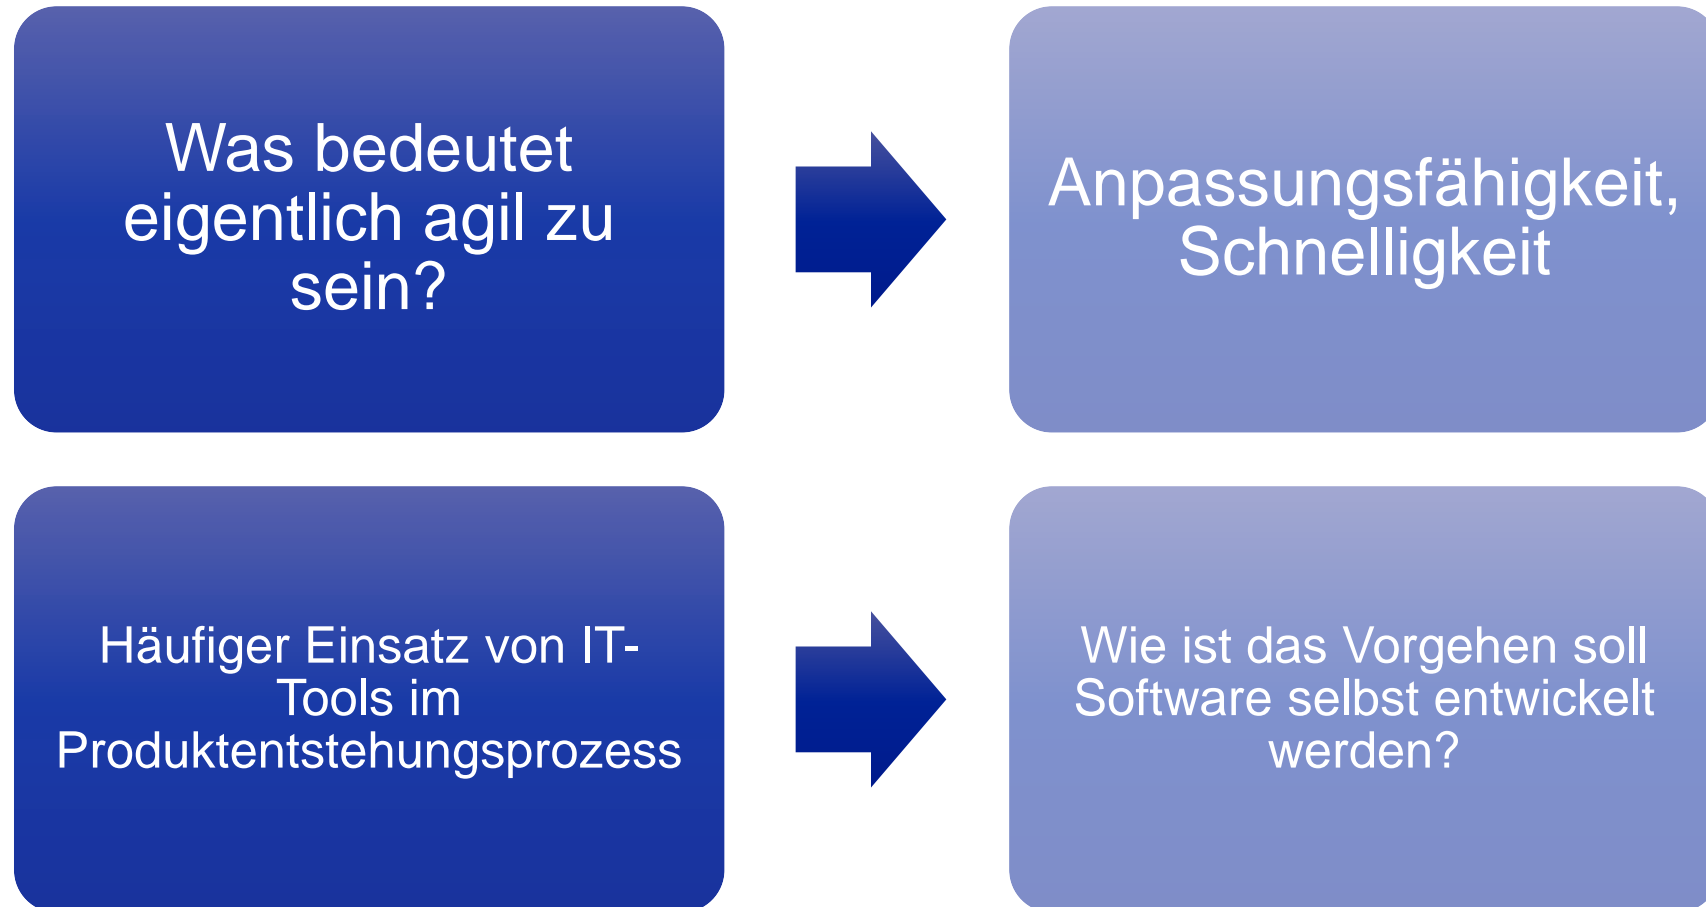 Was bedeutet
eigentlich agil zu
sein?
Anpassungsfähigkeit,
Schnelligkeit
Häufiger Einsatz von IT-
Tools im
Produktentstehungsprozess
Wie ist das Vorgehen soll
Software selbst entwickelt
werden?